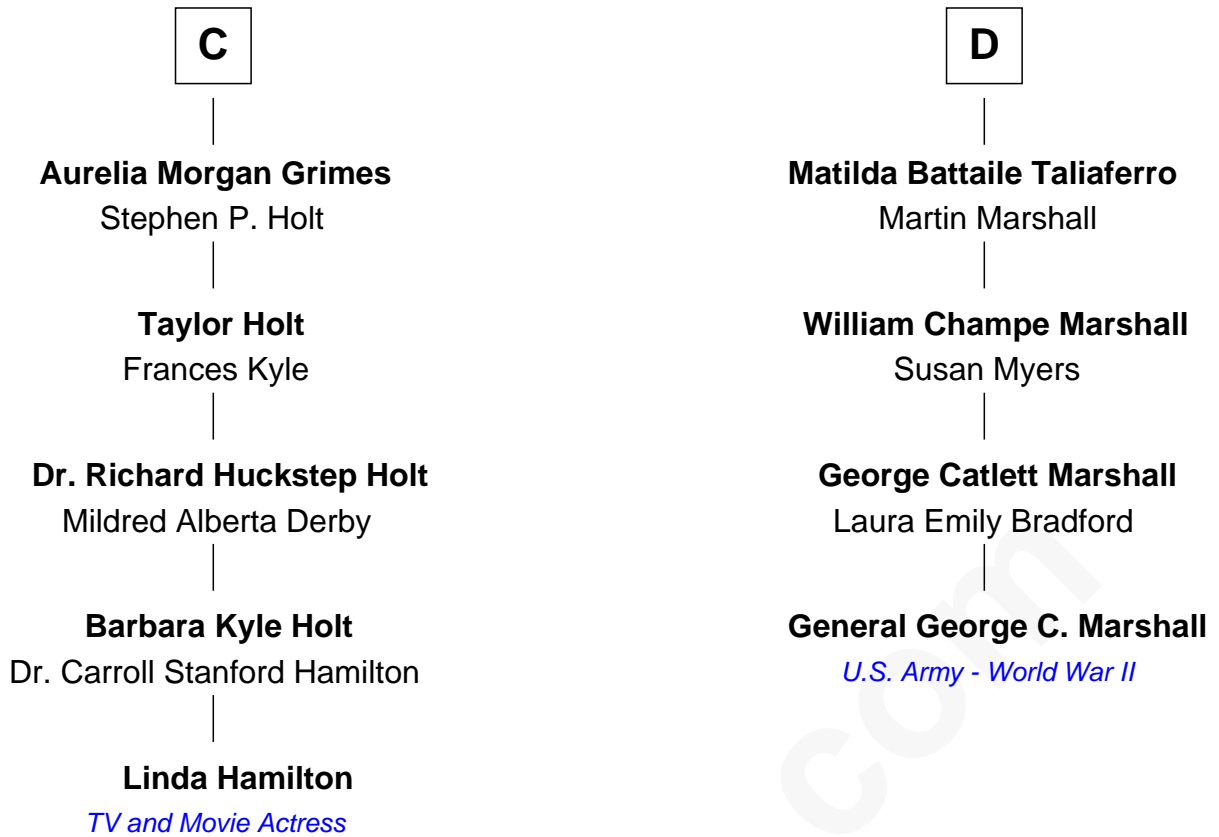 C
Aurelia Morgan Grimes
Stephen P. Holt
Taylor Holt
Frances Kyle
Dr. Richard Huckstep Holt
Mildred Alberta Derby
Barbara Kyle Holt
Dr. Carroll Stanford Hamilton
Linda Hamilton
TV and Movie Actress
D
Matilda Battaile Taliaferro
Martin Marshall
William Champe Marshall
Susan Myers
George Catlett Marshall
Laura Emily Bradford
General George C. Marshall
U.S. Army - World War II
com